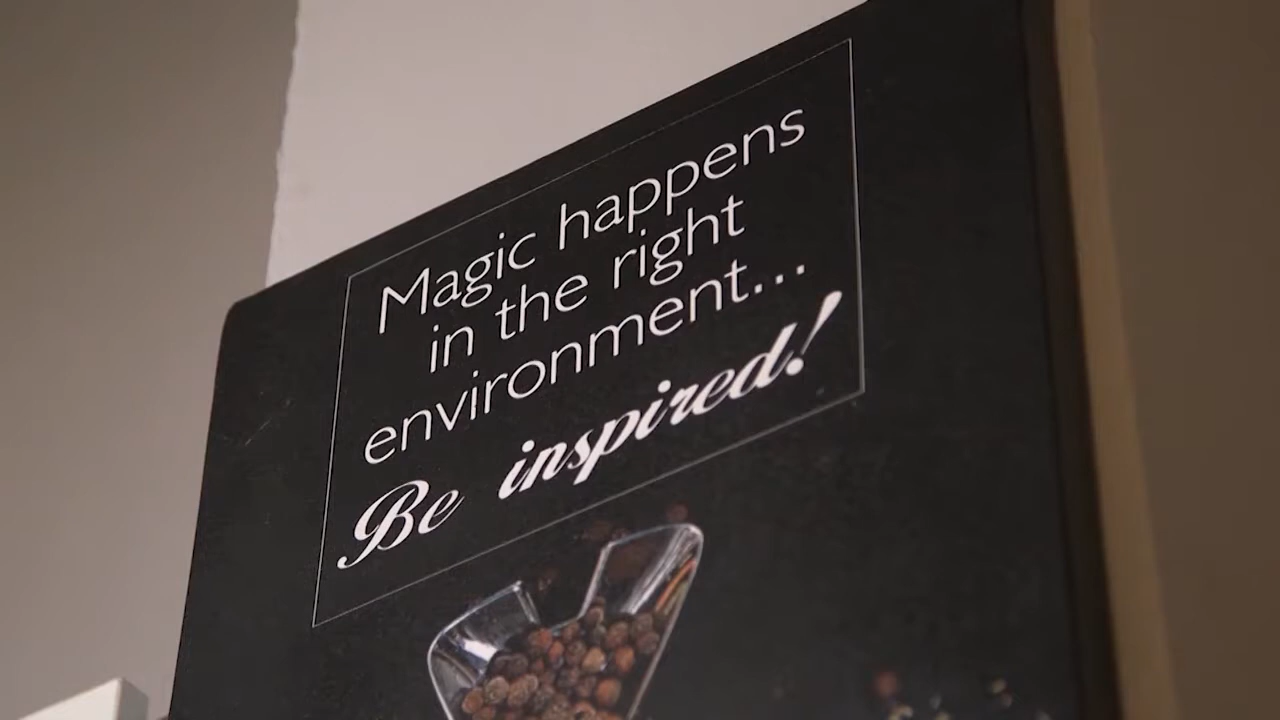 Magic happens
in the right
environment...
Be inspired!